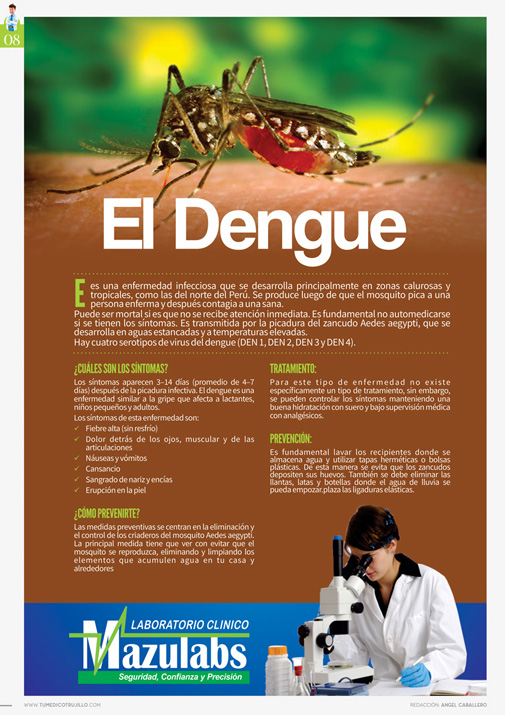 08
El Dengue
E es una enfermedad infecciosa que se desarrolla principalmente en zonas calurosas y
tropicales, como las del norte del Perú. Se produce luego de que el mosquito pica a una
persona enferma y después contagia a una sana.
Puede ser mortal si es que no se recibe atención inmediata. Es fundamental no automedicarse
si se tienen los síntomas. Es transmitida por la picadura del zancudo Aedes aegypti, que se
desarrolla en aguas estancadas y a temperaturas elevadas.
Hay cuatro serotipos de virus del dengue (DEN 1, DEN 2, DEN 3 y DEN 4).
¿CUÁLES SON LOS SÍNTOMAS?
Los síntomas aparecen 3–14 días (promedio de 4–7
días) después de la picadura infectiva. El dengue es una
enfermedad similar a la gripe que afecta a lactantes,
niños pequeños y adultos.
Los síntomas de esta enfermedad son:
✓ Fiebre alta (sin resfrío)
✓ Dolor detrás de los ojos, muscular y de las
articulaciones
✓ Náuseas y vómitos
✓ Cansancio
✓ Sangrado de nariz y encías
✓ Erupción en la piel
¿CÓMO PREVENIRTE?
Las medidas preventivas se centran en la eliminación y
el control de los criaderos del mosquito Aedes aegypti.
La principal medida tiene que ver con evitar que el
mosquito se reproduzca, eliminando y limpiando los
elementos que acumulen agua en tu casa y
alrededores
TRATAMIENTO:
Para este tipo de enfermedad no existe
específicamente un tipo de tratamiento, sin embargo,
se pueden controlar los síntomas manteniendo una
buena hidratación con suero y bajo supervisión médica
con analgésicos.
PREVENCIÓN:
Es fundamental lavar los recipientes donde se
almacena agua y utilizar tapas herméticas o bolsas
plásticas. De esta manera se evita que los zancudos
depositen sus huevos. También se debe eliminar las
llantas, latas y botellas donde el agua de lluvia se
pueda empozar.plaza las ligaduras elásticas.
LABORATORIO CLINICO
Mazulabs
Seguridad, Confianza y Precisión
WWW.TUMEDICOTRUJILLO.COM
REDACCIÓN: ANGEL CABALLERO